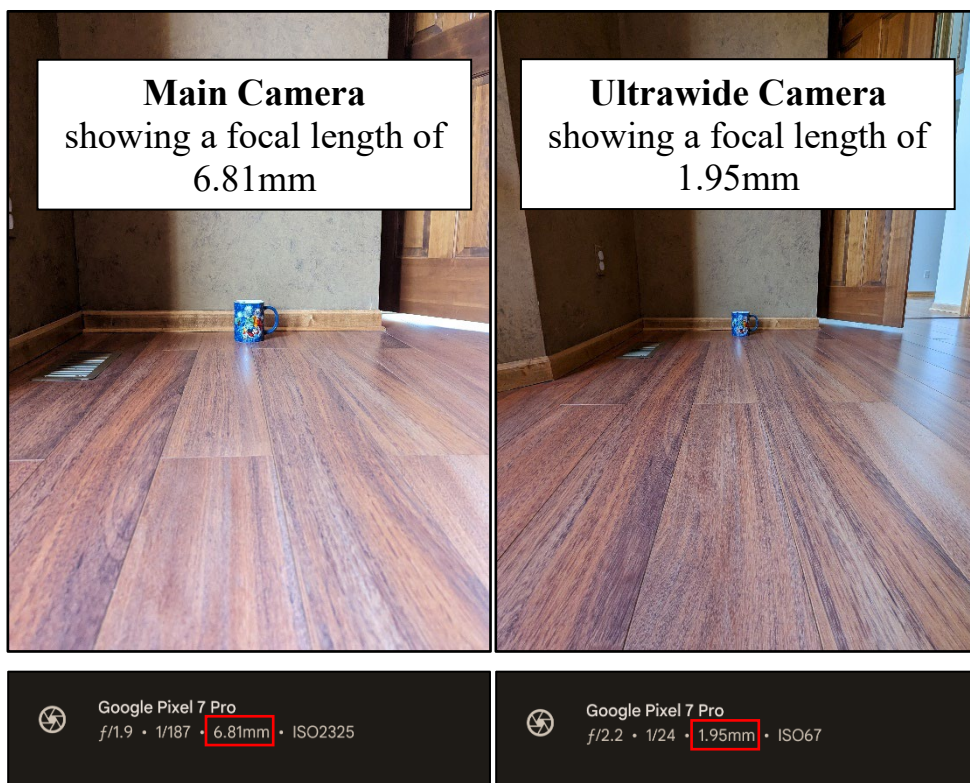 Main Camera
showing a focal length of
6.81mm
Ultrawide Camera
showing a focal length of
1.95mm
Google Pixel 7 Pro
ƒ/1.9 • 1/187 • 6.81mm • ISO2325
Google Pixel 7 Pro
ƒ/2.2 • 1/24 • 1.95mm • ISO67